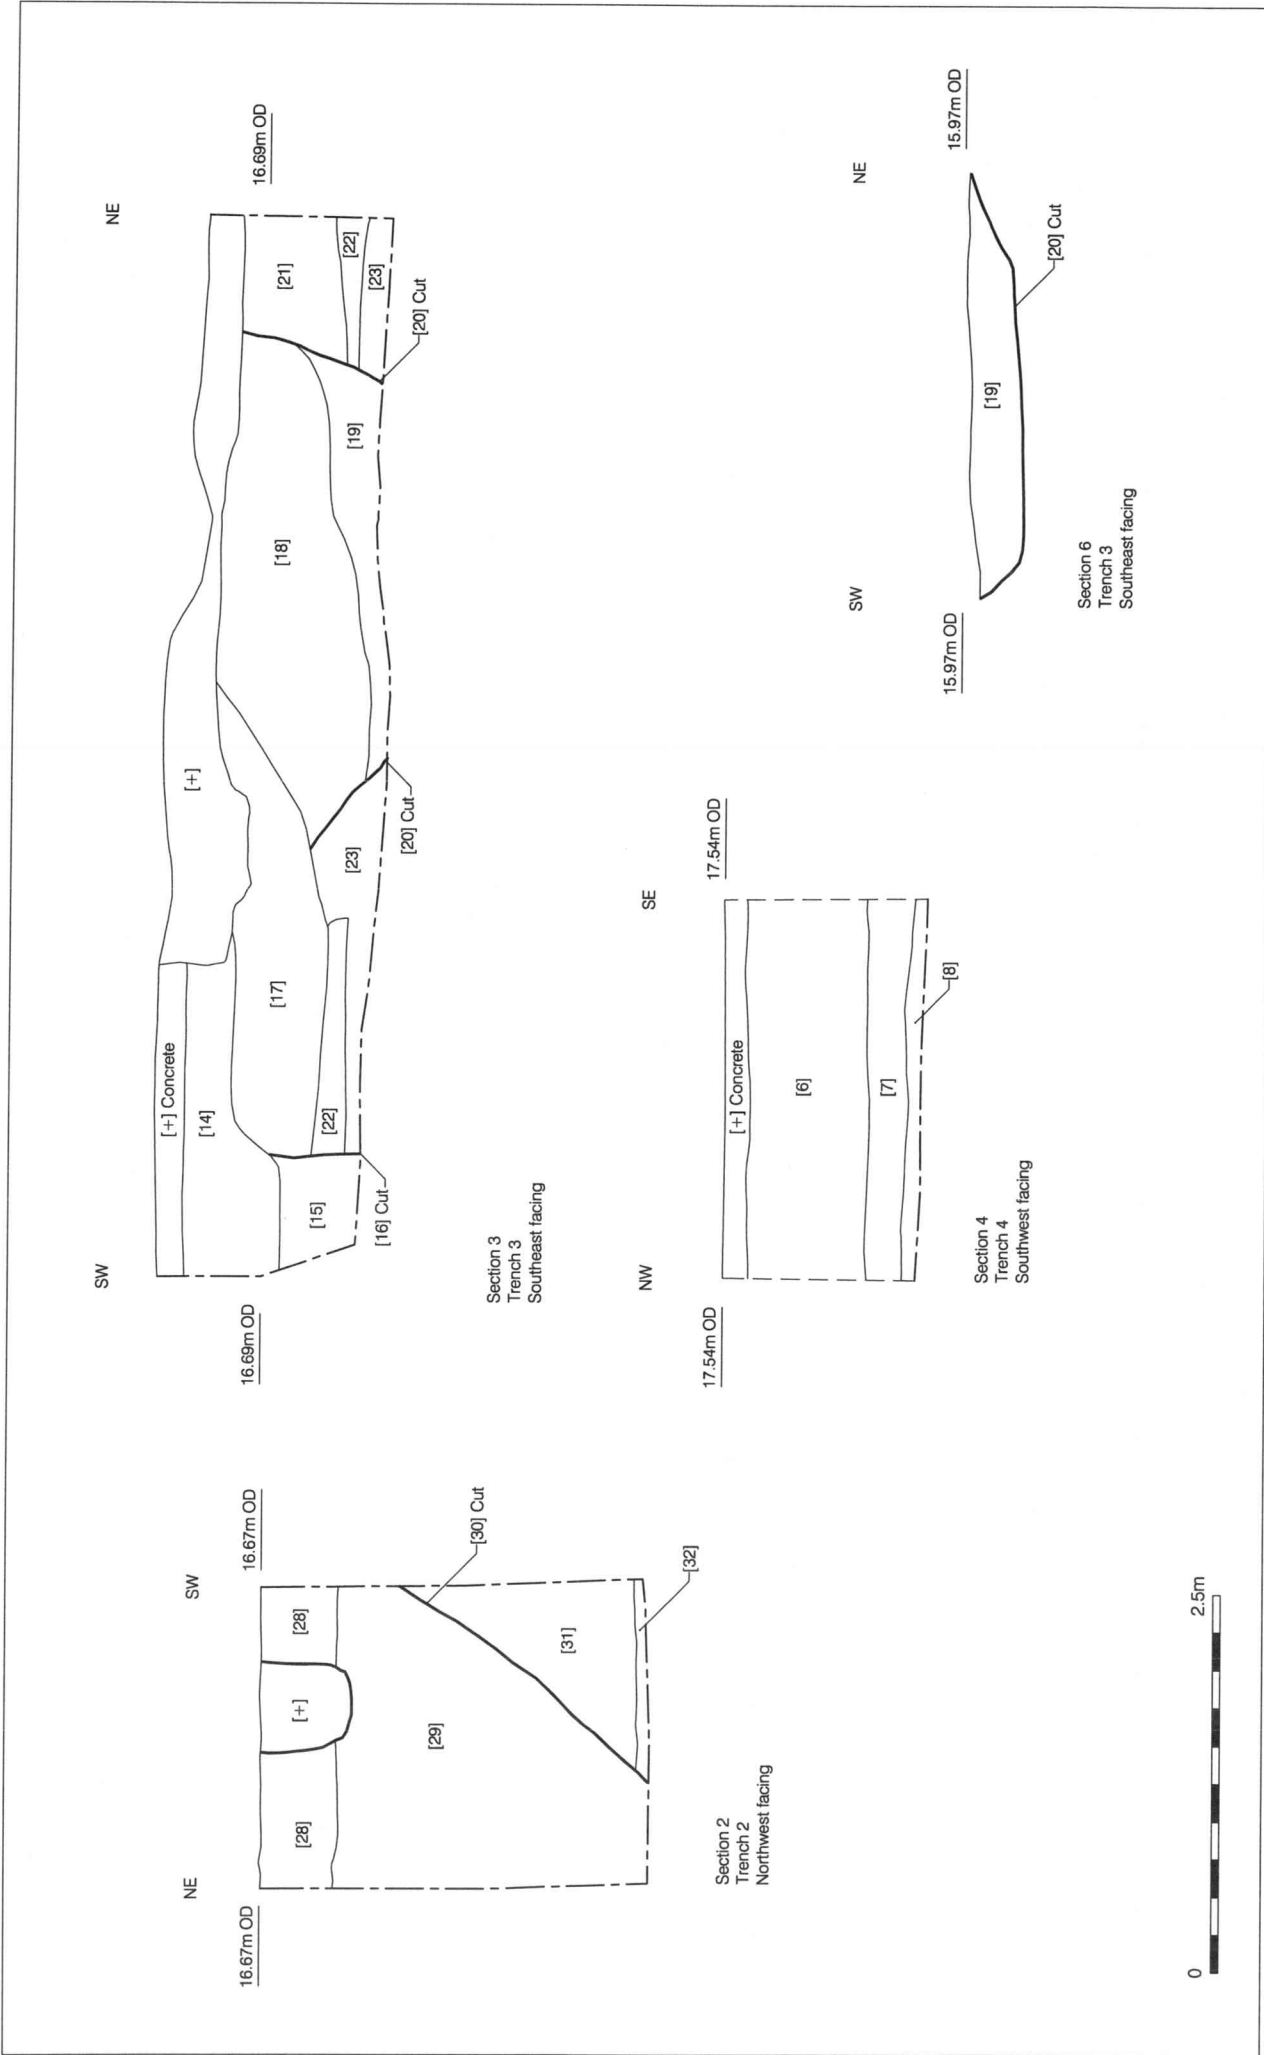 NE
SW
16.67m OD
16.67m OD
[28]
[+]
[28]
[29]
[30] Cut
[31]
[32]
Section 2
Trench 2
Northwest facing
SW
NE
16.69m OD
16.69m OD
[+] Concrete
[+]
[14]
[15]
[17]
[18]
[21]
[22]
[22]
[23]
[19]
[23]
[16] Cut
[20] Cut
[20] Cut
Section 3
Trench 3
Southeast facing
NW
SE
17.54m OD
17.54m OD
[+] Concrete
[6]
[7]
[8]
Section 4
Trench 4
Southwest facing
SW
NE
15.97m OD
15.97m OD
[19]
[20] Cut
Section 6
Trench 3
Southeast facing
0
2.5m